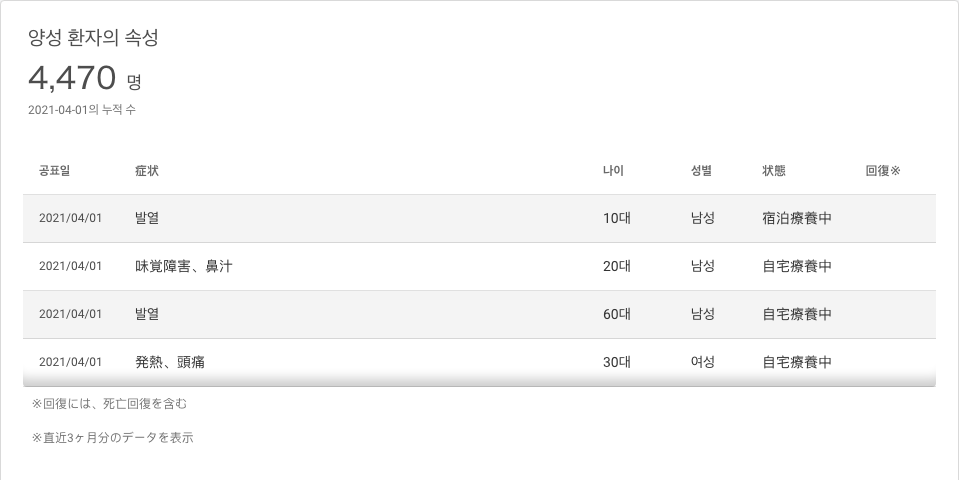 양성 환자의 속성
4,470 명
2021-04-01의 누적 수
공표일 症状 나이 성별 状態 回復※
2021/04/01 발열 10대 남성 宿泊療養中
2021/04/01 味覚障害、鼻汁 20대 남성 自宅療養中
2021/04/01 발열 60대 남성 自宅療養中
2021/04/01 発熱、頭痛 30대 여성 自宅療養中
※回復には、死亡回復を含む
※直近3ヶ月分のデータを表示